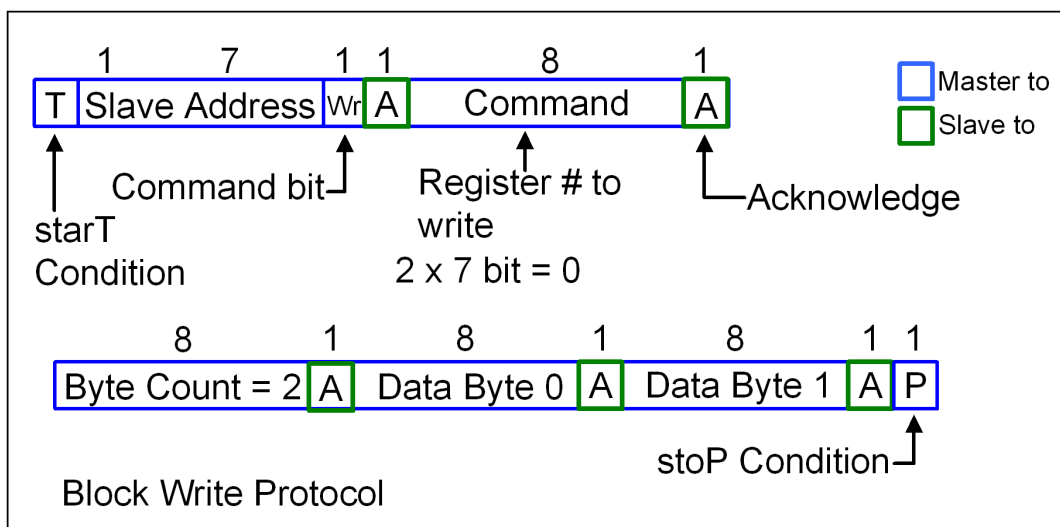 1 7 1 1 8 1
T Slave Address Wr A Command A
Master to
Slave to
Command bit
Register # to
write
2 x 7 bit = 0
Acknowledge
starT
Condition
8 1 8 1 8 1 1
Byte Count = 2 A Data Byte 0 A Data Byte 1 A P
stoP Condition
Block Write Protocol